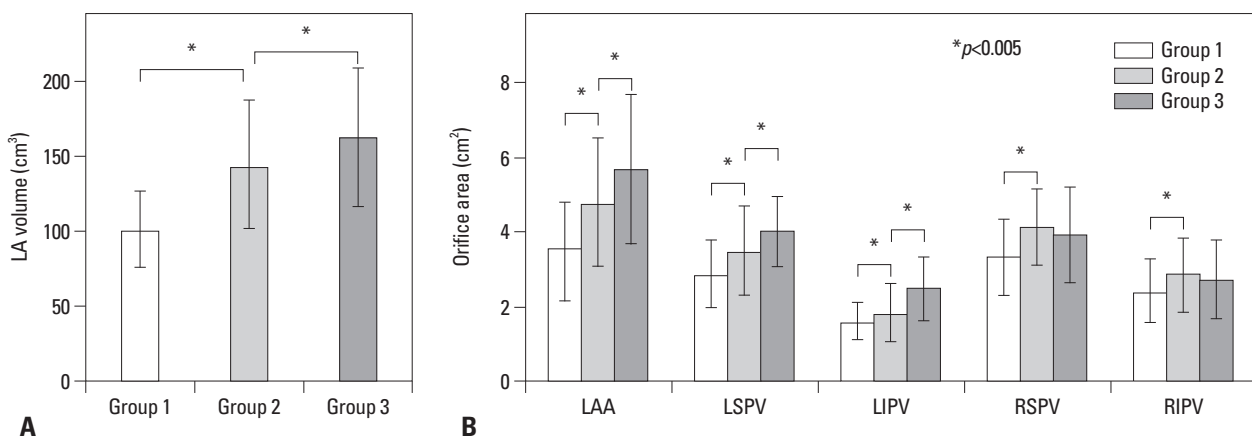 *
*
LA volume (cm³)
200
150
100
50
0
Group 1
Group 2
Group 3
A
*p<0.005
Group 1
Group 2
Group 3
Orifice area (cm²)
8
6
4
2
0
*
*
*
*
*
*
*
*
LAA
LSPV
LIPV
RSPV
RIPV
B